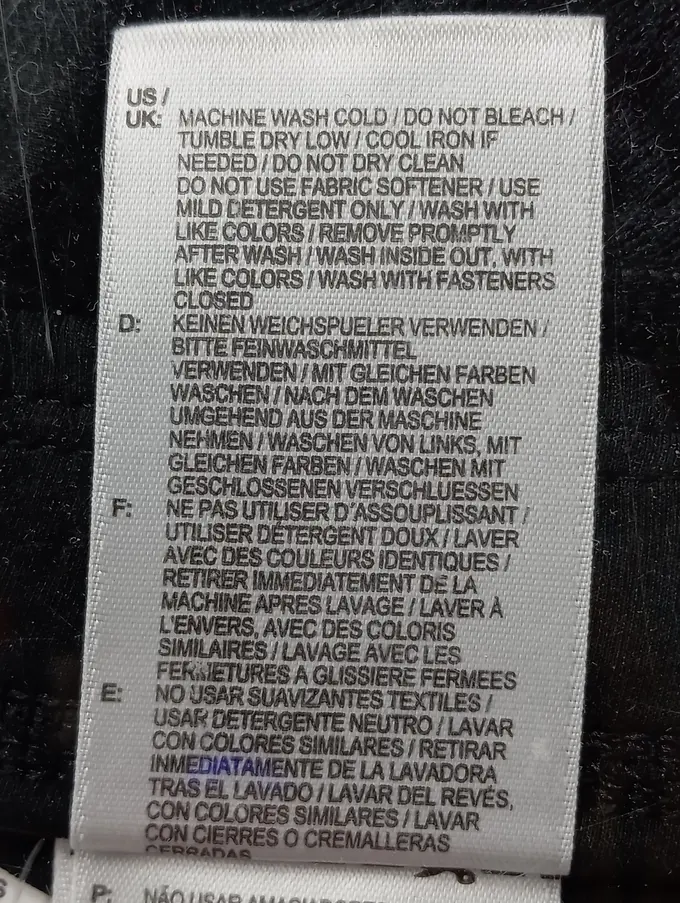 US /
UK: MACHINE WASH COLD / DO NOT BLEACH /
TUMBLE DRY LOW / COOL IRON IF
NEEDED / DO NOT DRY CLEAN
DO NOT USE FABRIC SOFTENER / USE
MILD DETERGENT ONLY / WASH WITH
LIKE COLORS / REMOVE PROMPTLY
AFTER WASH / WASH INSIDE OUT, WITH
LIKE COLORS / WASH WITH FASTENERS
CLOSED
D: KEINEN WEICHSPUELER VERWENDEN /
BITTE FEINWASCHMITTEL
VERWENDEN / MIT GLEICHEN FARBEN
WASCHEN / NACH DEM WASCHEN
UMGEHEND AUS DER MASCHINE
NEHMEN / WASCHEN VON LINKS, MIT
GLEICHEN FARBEN / WASCHEN MIT
GESCHLOSSENEN VERSCHLUESSEN
F: NE PAS UTILISER D'ASSOUPLISSANT /
UTILISER DÉTERGENT DOUX / LAVER
AVEC DES COULEURS IDENTIQUES /
RETIRER IMMEDIATEMENT DE LA
MACHINE APRES LAVAGE / LAVER À
L'ENVERS, AVEC DES COLORIS
SIMILAIRES / LAVAGE AVEC LES
FERMETURES A GLISSIERE FERMEES
E: NO USAR SUAVIZANTES TEXTILES /
USAR DETERGENTE NEUTRO / LAVAR
CON COLORES SIMILARES / RETIRAR
INMEDIATAMENTE DE LA LAVADORA
TRAS EL LAVADO / LAVAR DEL REVÉS,
CON COLORES SIMILARES / LAVAR
CON CIERRES O CREMALLERAS
CERRADAS
P: NÃO USAR